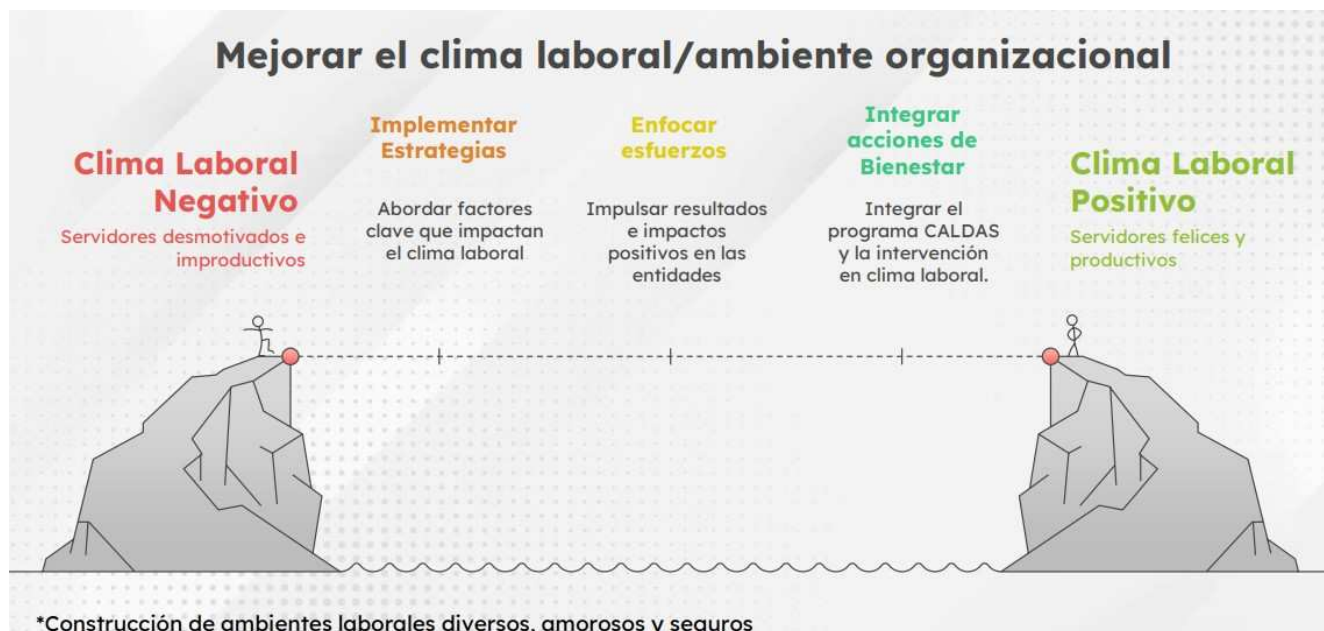 Mejorar el clima laboral/ambiente organizacional
Clima Laboral
Negativo
Servidores desmotivados e
improductivos
Implementar
Estrategias
Abordar factores
clave que impactan
el clima laboral
Enfocar
esfuerzos
Impulsar resultados
e impactos
positivos en las
entidades
Integrar
acciones de
Bienestar
Integrar el
programa CALDAS
y la intervención
en clima laboral.
Clima Laboral
Positivo
Servidores felices y
productivos
*Construcción de ambientes laborales diversos, amorosos y seguros